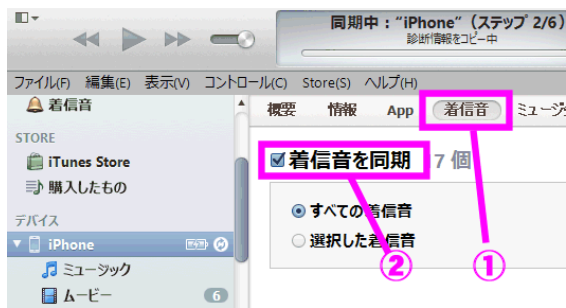 同期中："iPhone"（ステップ 2/6）
診断情報をコピー中
ファイル(F) 編集(E) 表示(V) コントロール(C) Store(S) ヘルプ(H)
着信音
概要 情報 App 着信音 ミュージ
STORE
iTunes Store
購入したもの
デバイス
iPhone
ミュージック
ムービー 6
着信音を同期 7 個
すべての着信音
選択した着信音
② ①